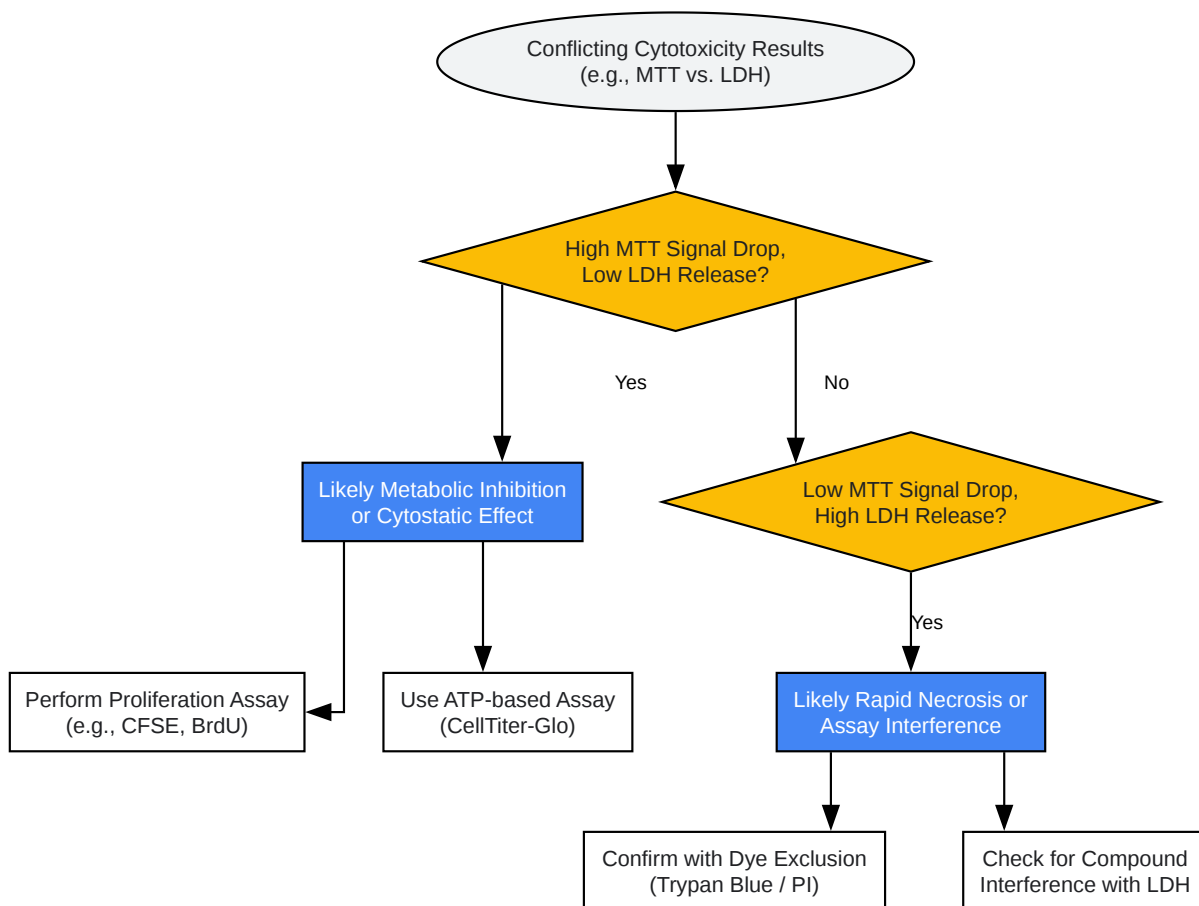 Conflicting Cytotoxicity Results
(e.g., MTT vs. LDH)
High MTT Signal Drop,
Low LDH Release?
Yes
No
Likely Metabolic Inhibition
or Cytostatic Effect
Low MTT Signal Drop,
High LDH Release?
Yes
Perform Proliferation Assay
(e.g., CFSE, BrdU)
Use ATP-based Assay
(CellTiter-Glo)
Likely Rapid Necrosis or
Assay Interference
Confirm with Dye Exclusion
(Trypan Blue / PI)
Check for Compound
Interference with LDH